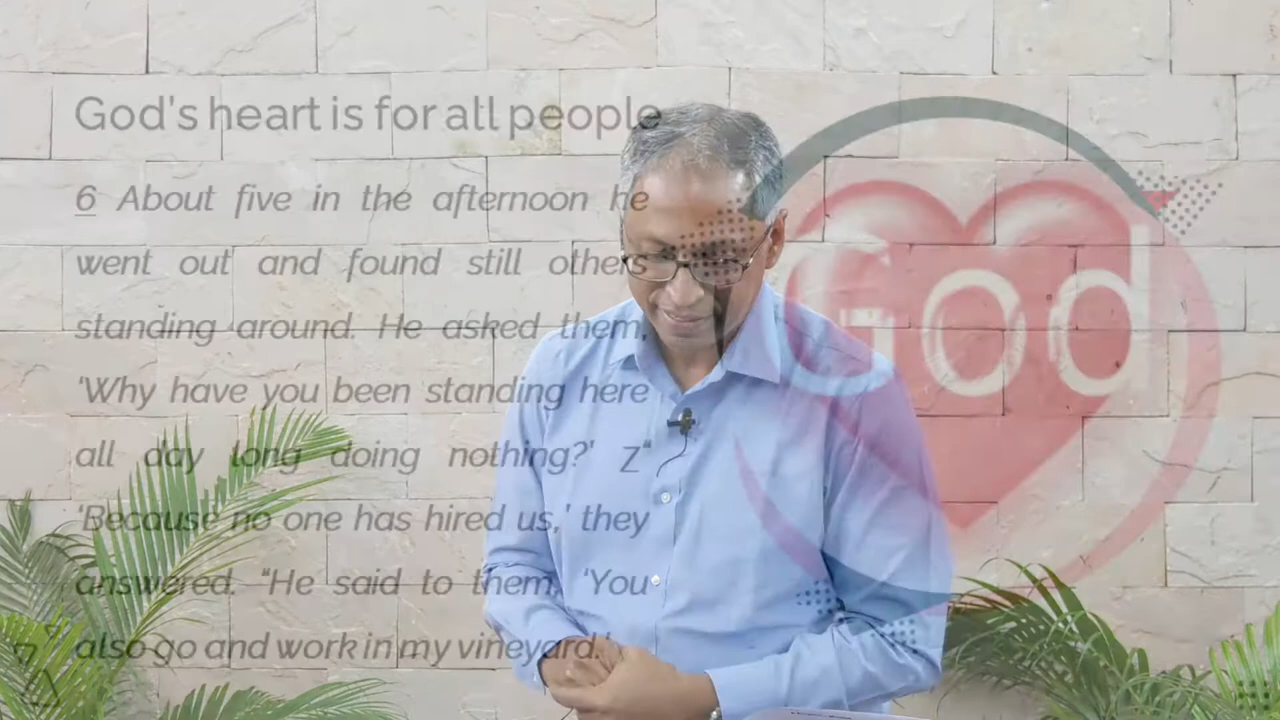 God's heart is for all people
6 About five in the afternoon he
went out and found still others
standing around. He asked them,
'Why have you been standing here
all day long doing nothing?' Z“
'Because no one has hired us,' they
answered. “He said to them, 'You
also go and work in my vineyard.'
God